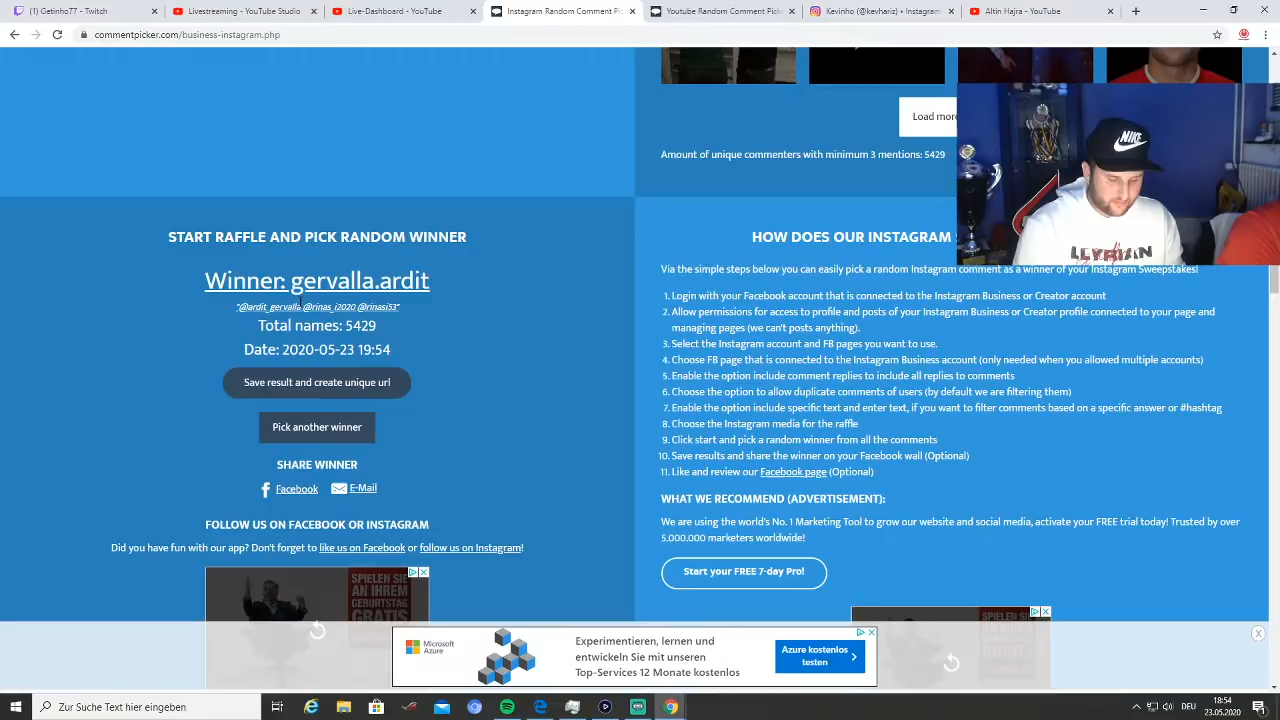 (1) Getinho77 - Twitch
Livestreaming - YouTube Studio
Live-Dashboard - YouTube
Instagram Random Comment Pi
Youtube Random Comment Pick
Kevinho (@kevhariz) • Instagram
Altin Hajra - YouTube
commentpicker.com/business-instagram.php
Load more
Amount of unique commenters with minimum 3 mentions: 5429
START RAFFLE AND PICK RANDOM WINNER
Winner: gervalla.ardit
"@ardit_gervalla @rinas_i2020 @rinasi53"
Total names: 5429
Date: 2020-05-23 19:54
Save result and create unique url
Pick another winner
SHARE WINNER
Facebook E-Mail
FOLLOW US ON FACEBOOK OR INSTAGRAM
Did you have fun with our app? Don't forget to like us on Facebook or follow us on Instagram!
SPIELEN SIE
AN IHREM
GEBURTSTAG
GRATIS
HOW DOES OUR INSTAGRAM
Via the simple steps below you can easily pick a random Instagram comment as a winner of your Instagram Sweepstakes!
1. Login with your Facebook account that is connected to the Instagram Business or Creator account
2. Allow permissions for access to profile and posts of your Instagram Business or Creator profile connected to your page and
managing pages (we can't posts anything).
3. Select the Instagram account and FB pages you want to use.
4. Choose FB page that is connected to the Instagram Business account (only needed when you allowed multiple accounts)
5. Enable the option include comment replies to include all replies to comments
6. Choose the option to allow duplicate comments of users (by default we are filtering them)
7. Enable the option include specific text and enter text, if you want to filter comments based on a specific answer or #hashtag
8. Choose the Instagram media for the raffle
9. Click start and pick a random winner from all the comments
10. Save results and share the winner on your Facebook wall (Optional)
11. Like and review our Facebook page (Optional)
WHAT WE RECOMMEND (ADVERTISEMENT):
We are using the world's No. 1 Marketing Tool to grow our website and social media, activate your FREE trial today! Trusted by over
5.000.000 marketers worldwide!
Start your FREE 7-day Pro!
SPIELEN SIE
NIKE
Microsoft
Azure
Experimentieren, lernen und
entwickeln Sie mit unseren
Top-Services 12 Monate kostenlos
Azure kostenlos
testen
Zur Suche Text hier eingeben
DEU
18:54
23.05.2020